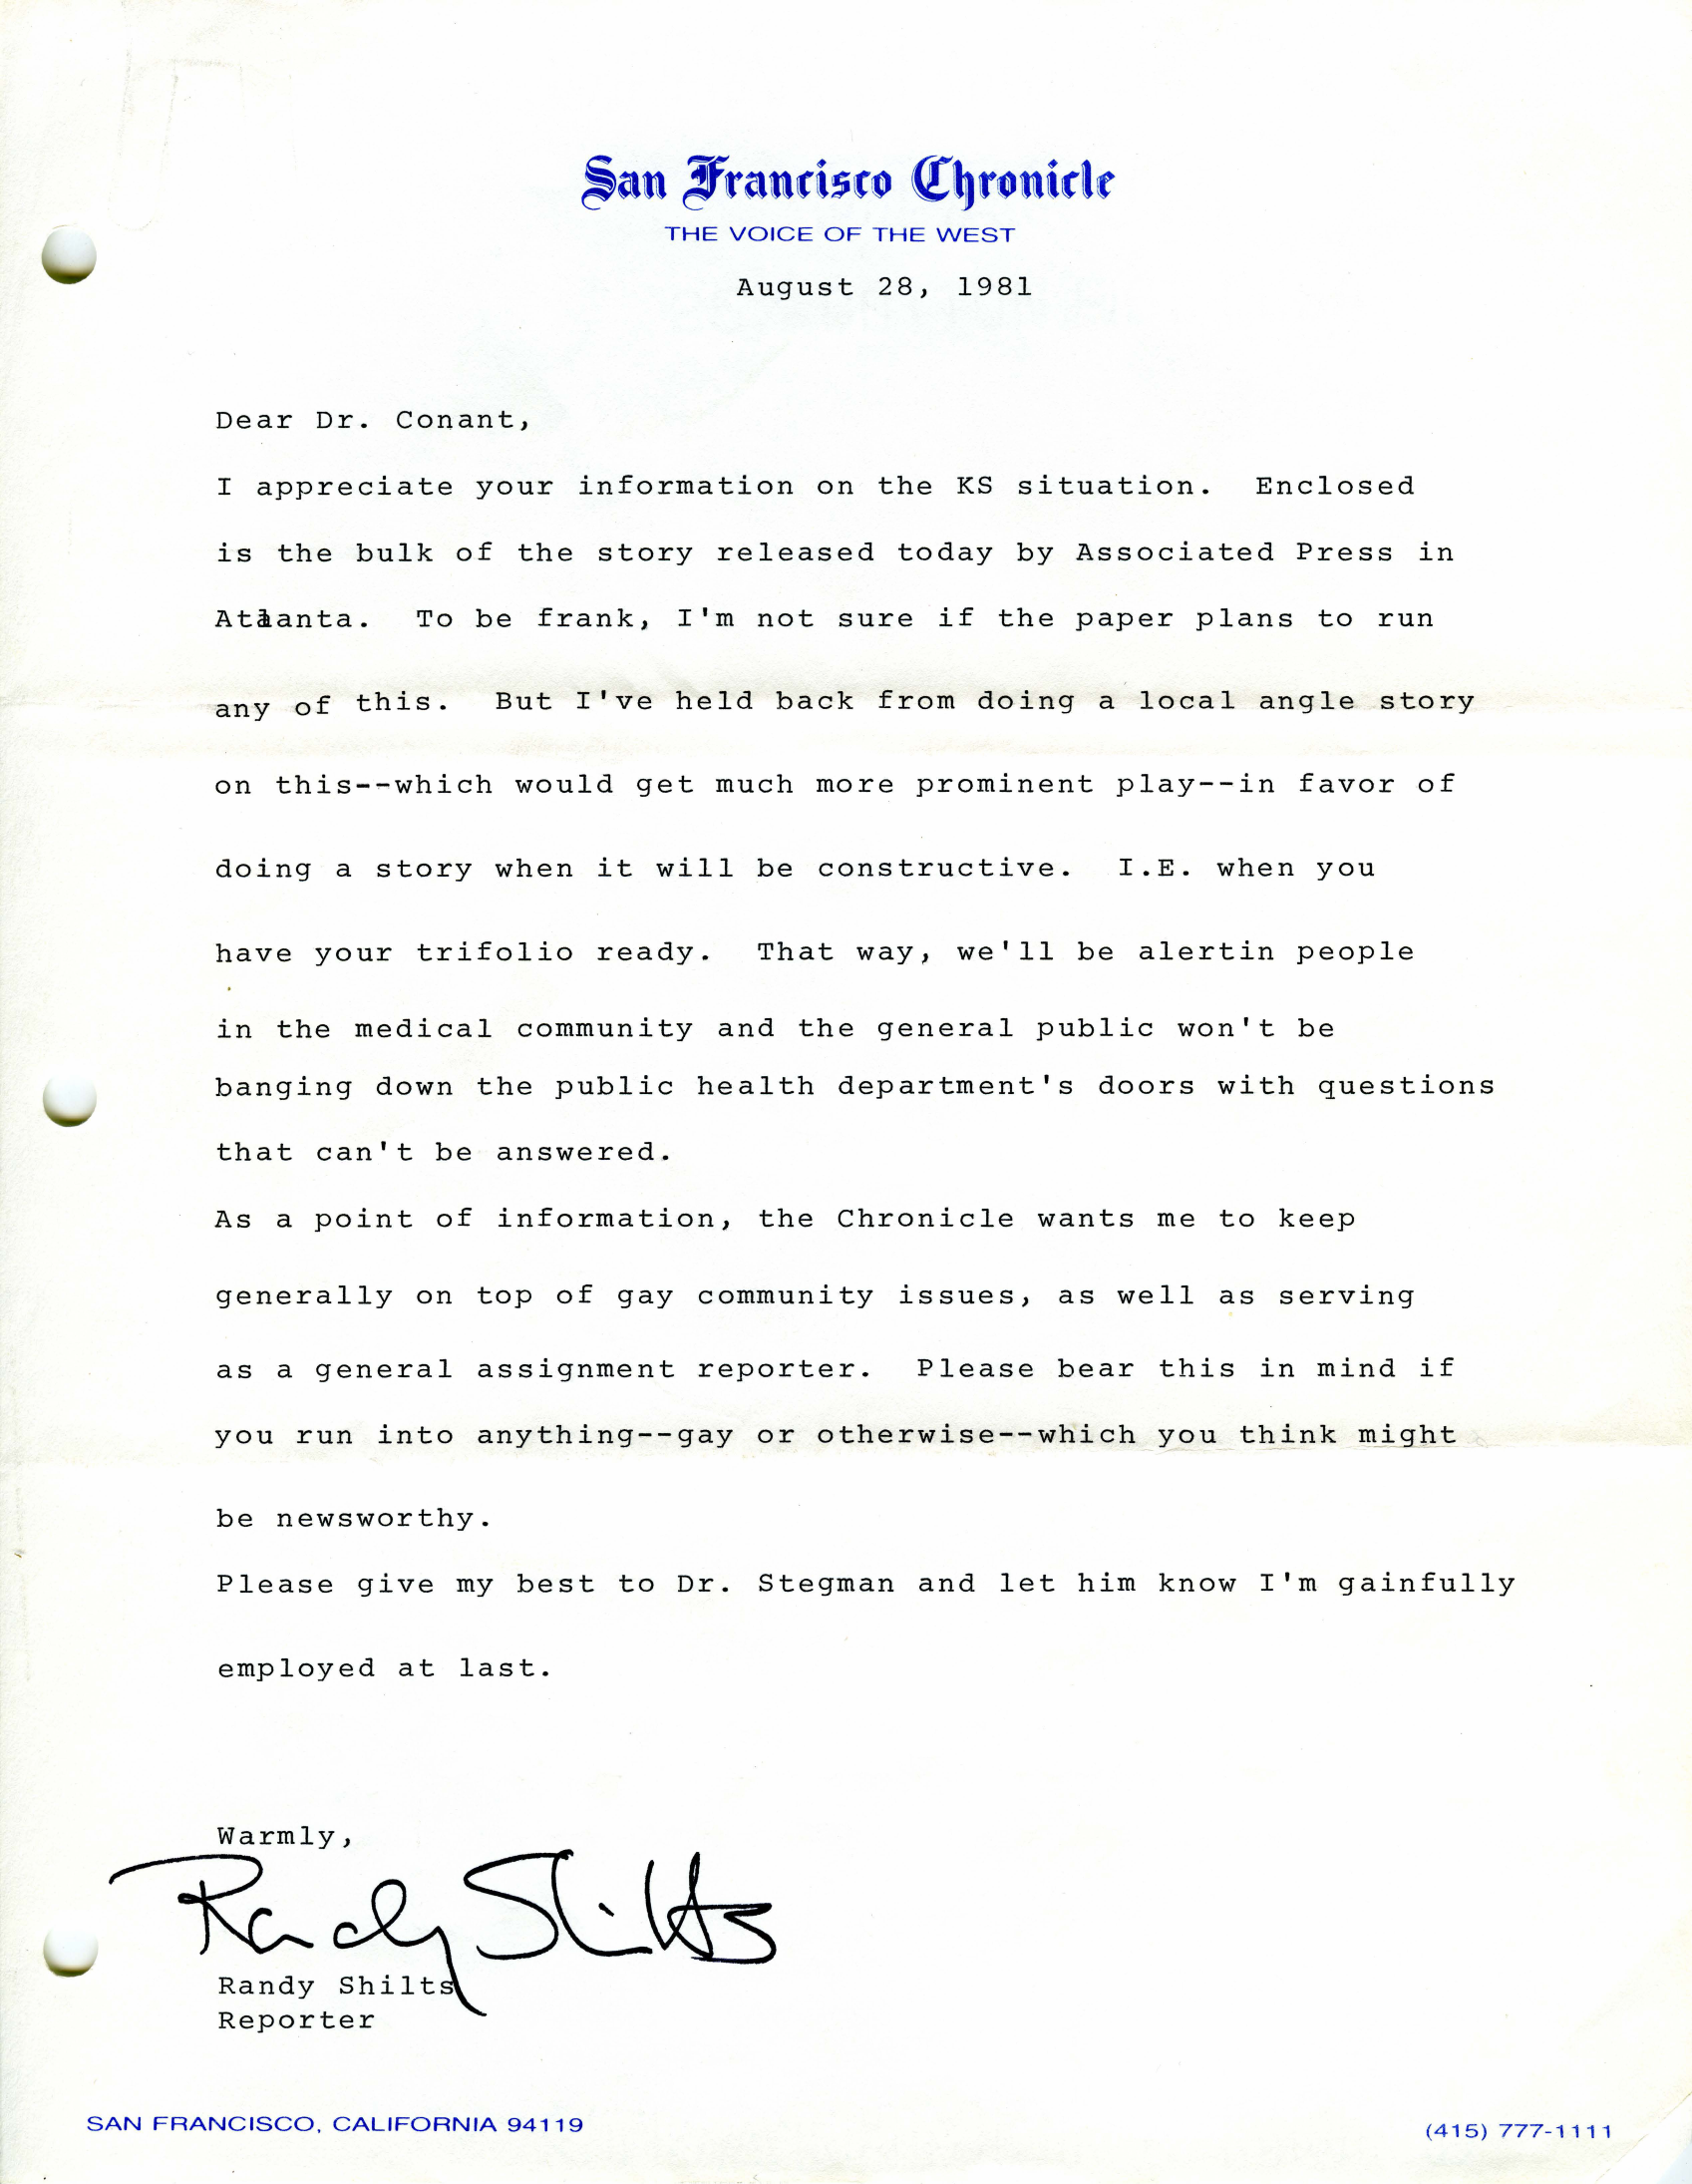 San Francisco Chronicle
THE VOICE OF THE WEST
August 28, 1981
Dear Dr. Conant,
I appreciate your information on the KS situation. Enclosed
is the bulk of the story released today by Associated Press in
Atlanta. To be frank, I'm not sure if the paper plans to run
any of this. But I've held back from doing a local angle story
on this--which would get much more prominent play--in favor of
doing a story when it will be constructive. I.E. when you
have your trifolio ready. That way, we'll be alertin people
in the medical community and the general public won't be
banging down the public health department's doors with questions
that can't be answered.
As a point of information, the Chronicle wants me to keep
generally on top of gay community issues, as well as serving
as a general assignment reporter. Please bear this in mind if
you run into anything--gay or otherwise--which you think might
be newsworthy.
Please give my best to Dr. Stegman and let him know I'm gainfully
employed at last.
Warmly,
Randy Shilts
Randy Shilts
Reporter
SAN FRANCISCO, CALIFORNIA 94119 (415) 777-1111